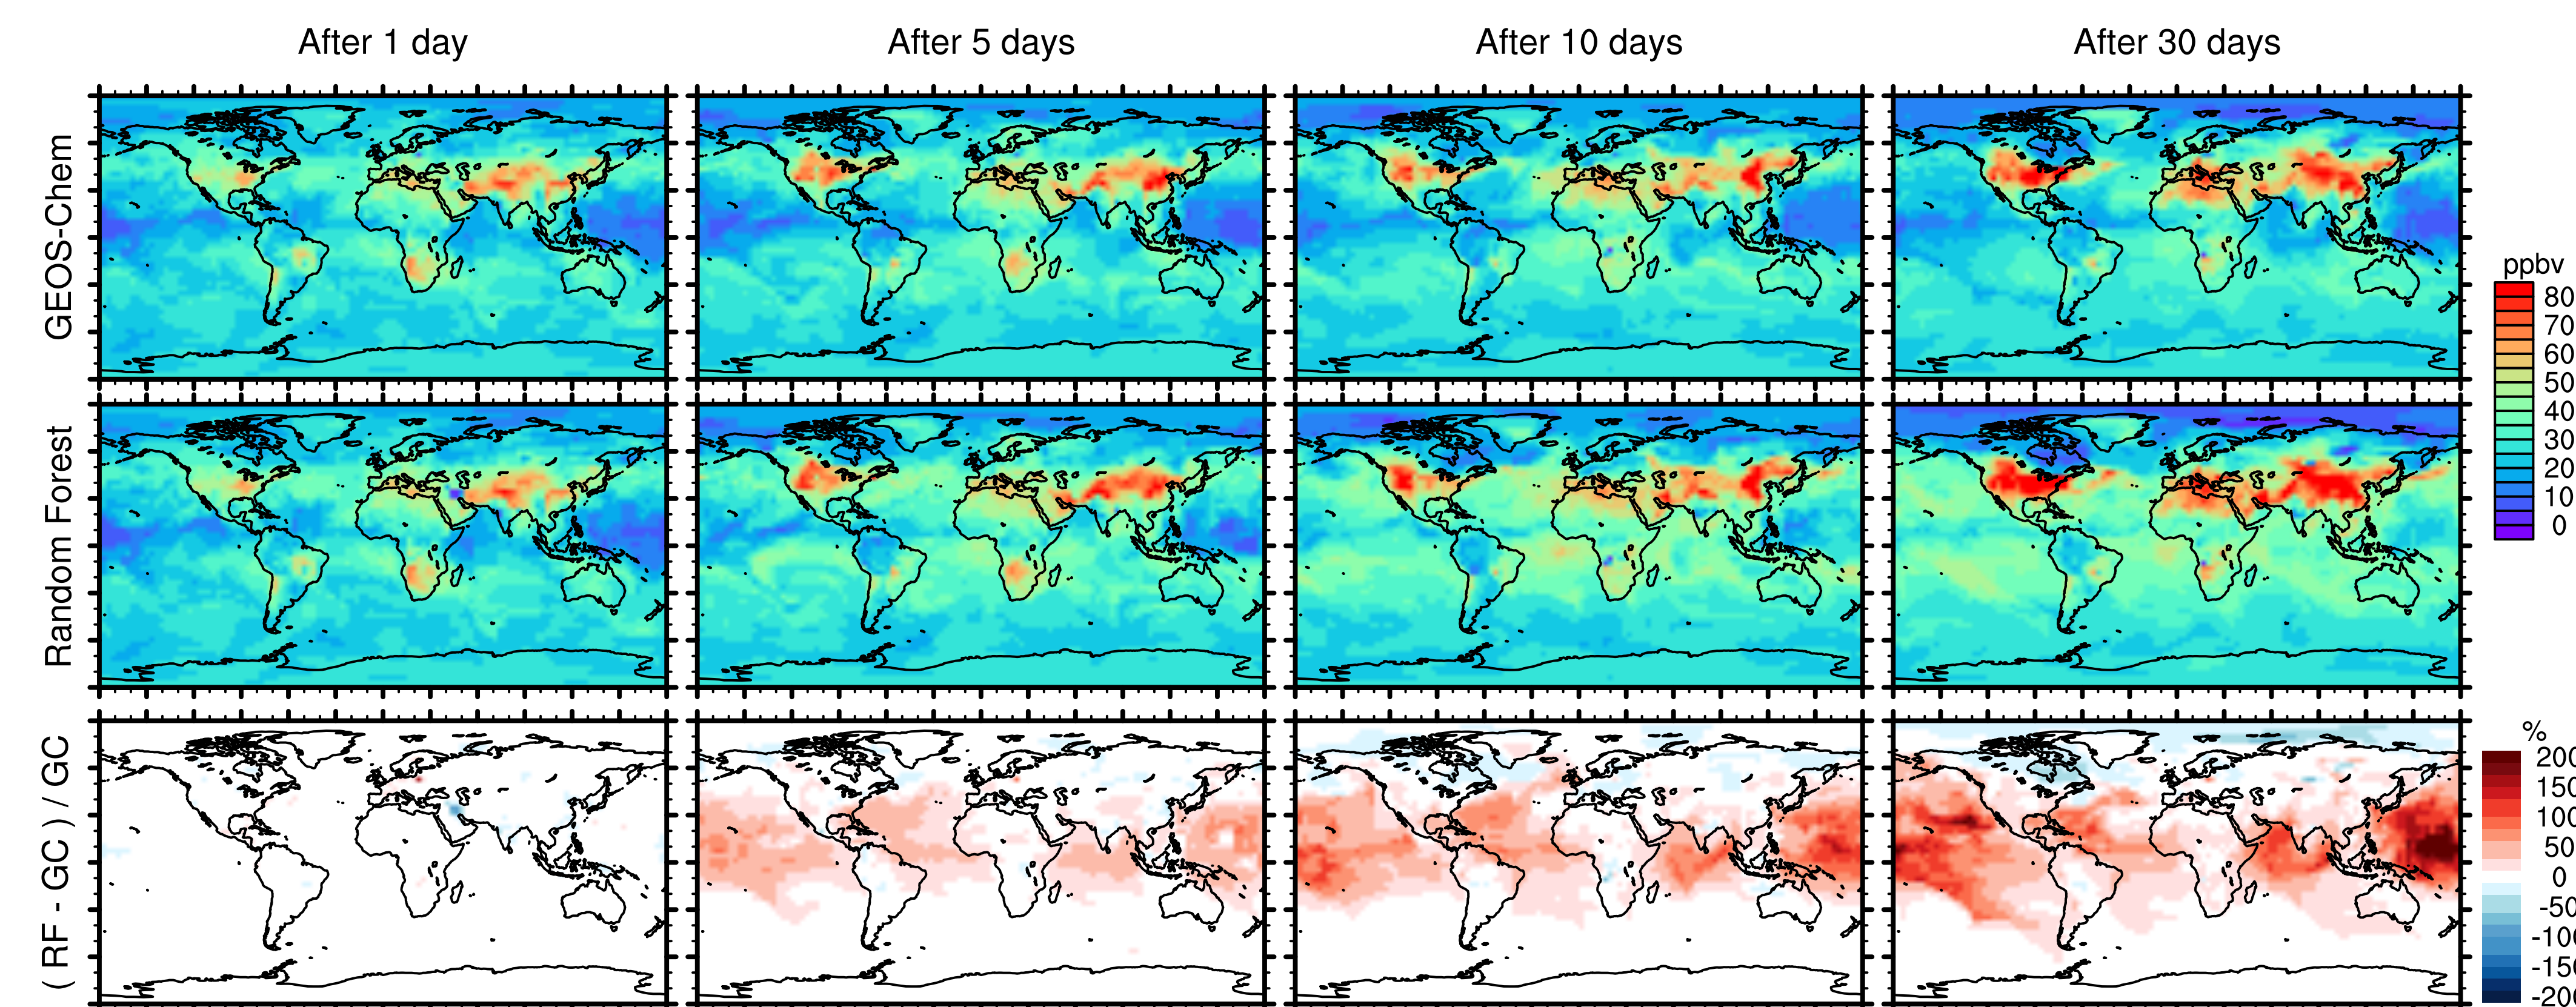 After 1 day
After 5 days
After 10 days
After 30 days
GEOS-Chem
Random Forest
( RF - GC ) / GC
ppbv
80
70
60
50
40
30
20
10
0
%
200
150
100
50
0
-50
-100
-150
-200